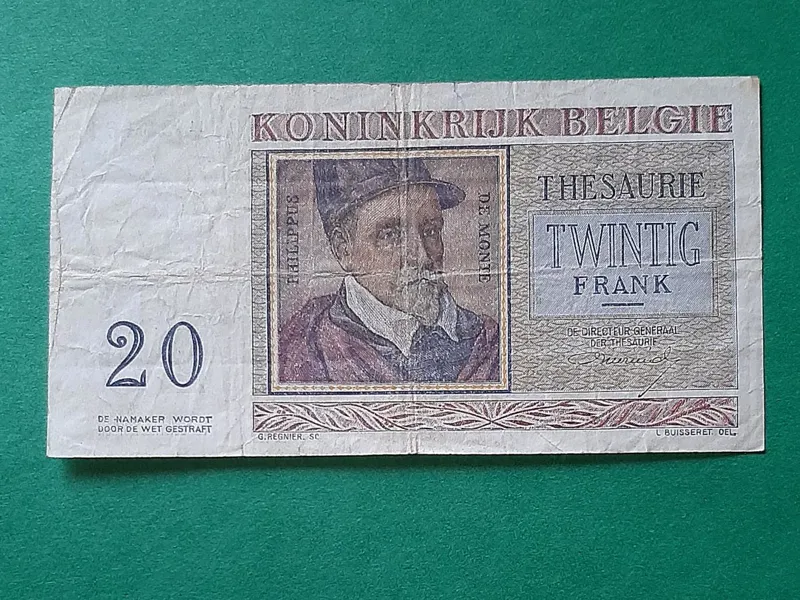 KONINKRIJK BELGIE
PHILIPPUS
DE MONTE
THESAURIE
TWINTIG
FRANK
DE DIRECTEUR GENERAAL
DER THESAURIE
20
DE NAMAKER WORDT
DOOR DE WET GESTRAFT
G. REGNIER. SC
L BUISSERET. DEL.